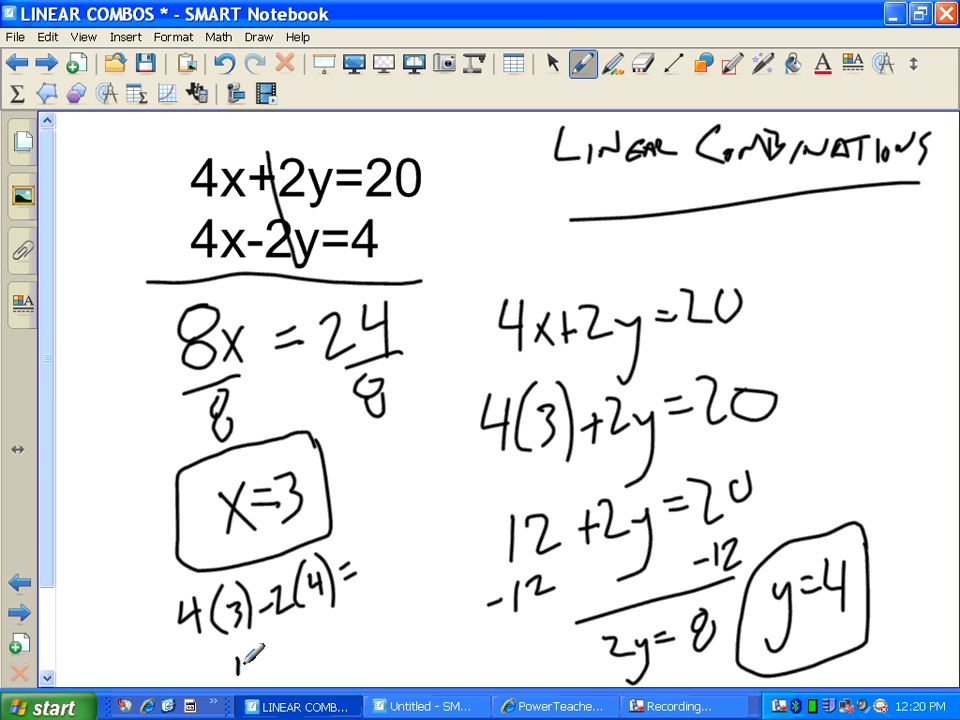 LINEAR COMBOS * - SMART Notebook
File Edit View Insert Format Math Draw Help
LINEAR COMBINATIONS
4x+2y=20
4x-2y=4
8x = 24
8 8
x=3
4(3)-2(4)=
1
4x+2y=20
4(3)+2y=20
12 +2y=20
-12 -12
2y= 8
y=4
start LINEAR COMB... Untitled - SM... PowerTeache... Recording... 12:20 PM